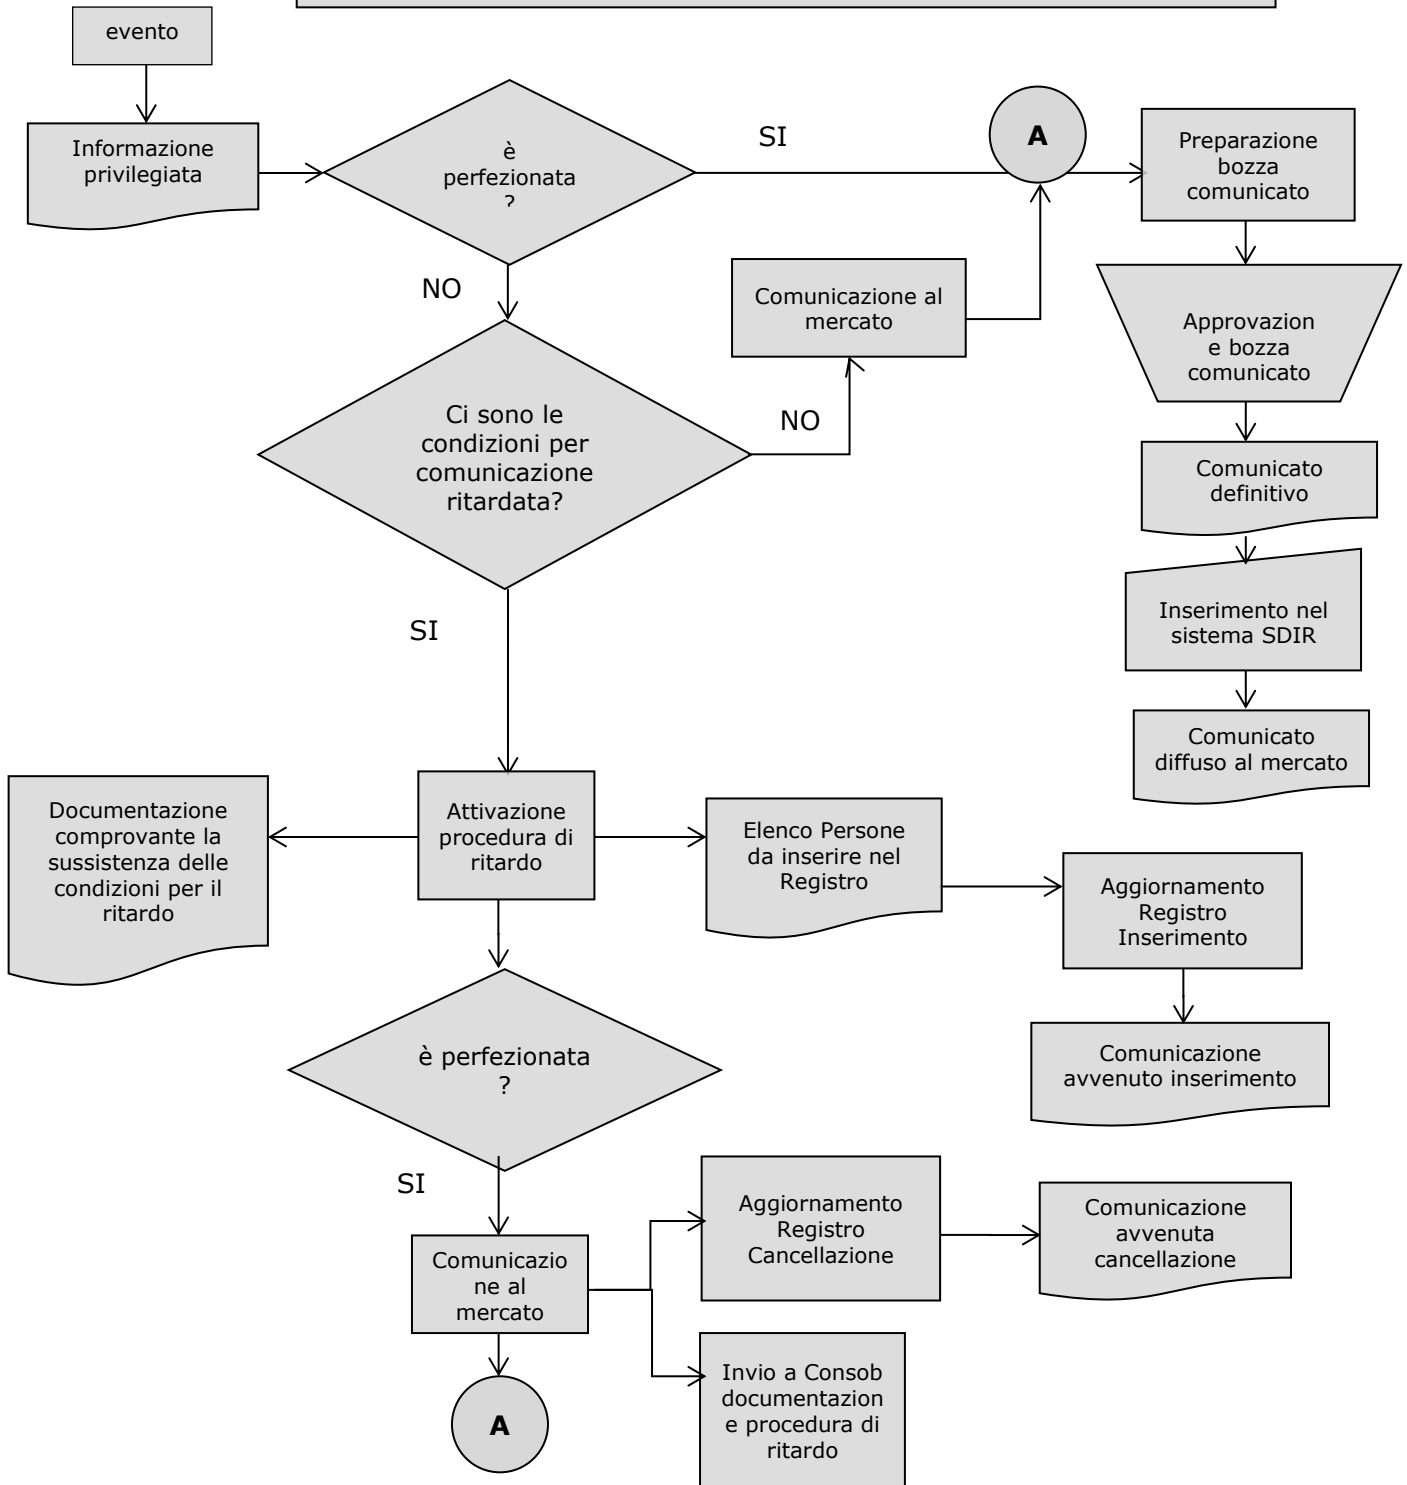 evento
Informazione
privilegiata
è
perfezionata
?
SI
A
Preparazione
bozza
comunicato
NO
Comunicazione al
mercato
Approvazion
e bozza
comunicato
Ci sono le
condizioni per
comunicazione
ritardata?
NO
Comunicato
definitivo
SI
Inserimento nel
sistema SDIR
Comunicato
diffuso al mercato
Documentazione
comprovante la
sussistenza delle
condizioni per il
ritardo
Attivazione
procedura di
ritardo
Elenco Persone
da inserire nel
Registro
Aggiornamento
Registro
Inserimento
è perfezionata
?
Comunicazione
avvenuto inserimento
SI
Comunicazio
ne al
mercato
Aggiornamento
Registro
Cancellazione
Comunicazione
avvenuta
cancellazione
A
Invio a Consob
documentazion
e procedura di
ritardo